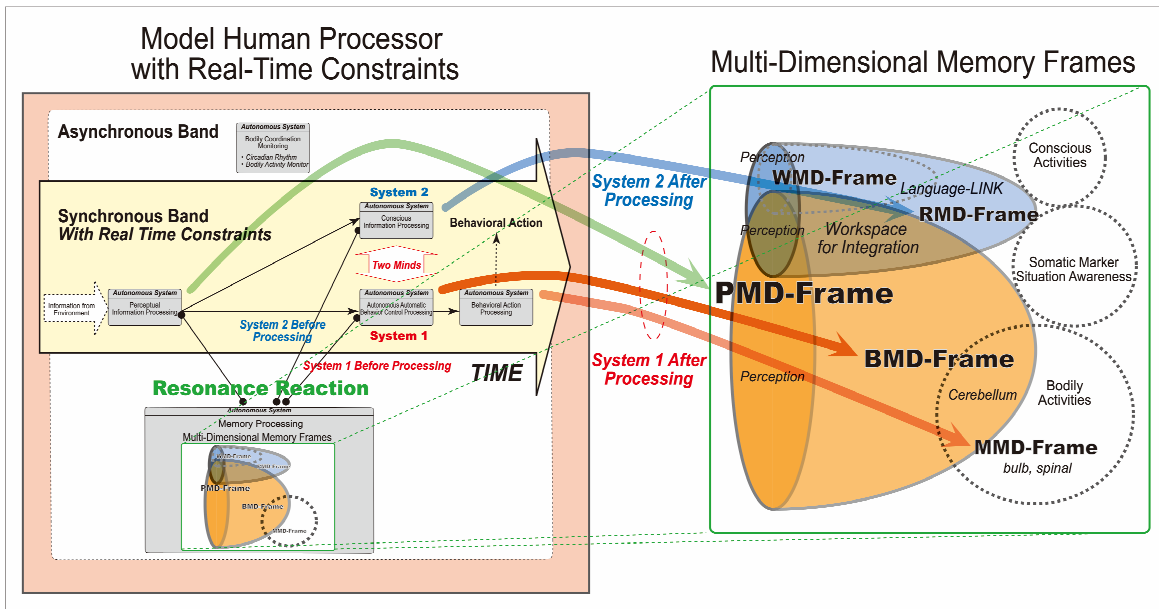 Model Human Processor
with Real-Time Constraints
Multi-Dimensional Memory Frames
Asynchronous Band
Autonomous System
Bodily Coordination
Monitoring
• Circadian Rhythm
• Bodily Activity Monitor
Synchronous Band
With Real Time Constraints
System 2
Autonomous System
Conscious
Information Processing
Behavioral Action
Two Minds
Information from
Environment
Autonomous System
Perceptual
Information Processing
Autonomous System
Autonomous Automatic
Behavior Control Processing
Autonomous System
Behavioral Action
Processing
System 2 Before
Processing
System 1
System 1 Before Processing
TIME
Resonance Reaction
Autonomous System
Memory Processing
Multi-Dimensional Memory Frames
PMD-Frame
BMD-Frame
MMD-Frame
System 2 After
Processing
System 1 After
Processing
Perception
WMD-Frame
Language-LINK
RMD-Frame
Perception
Workspace
for Integration
PMD-Frame
BMD-Frame
Perception
Cerebellum
MMD-Frame
bulb, spinal
Conscious
Activities
Somatic Marker
Situation Awareness
Bodily
Activities